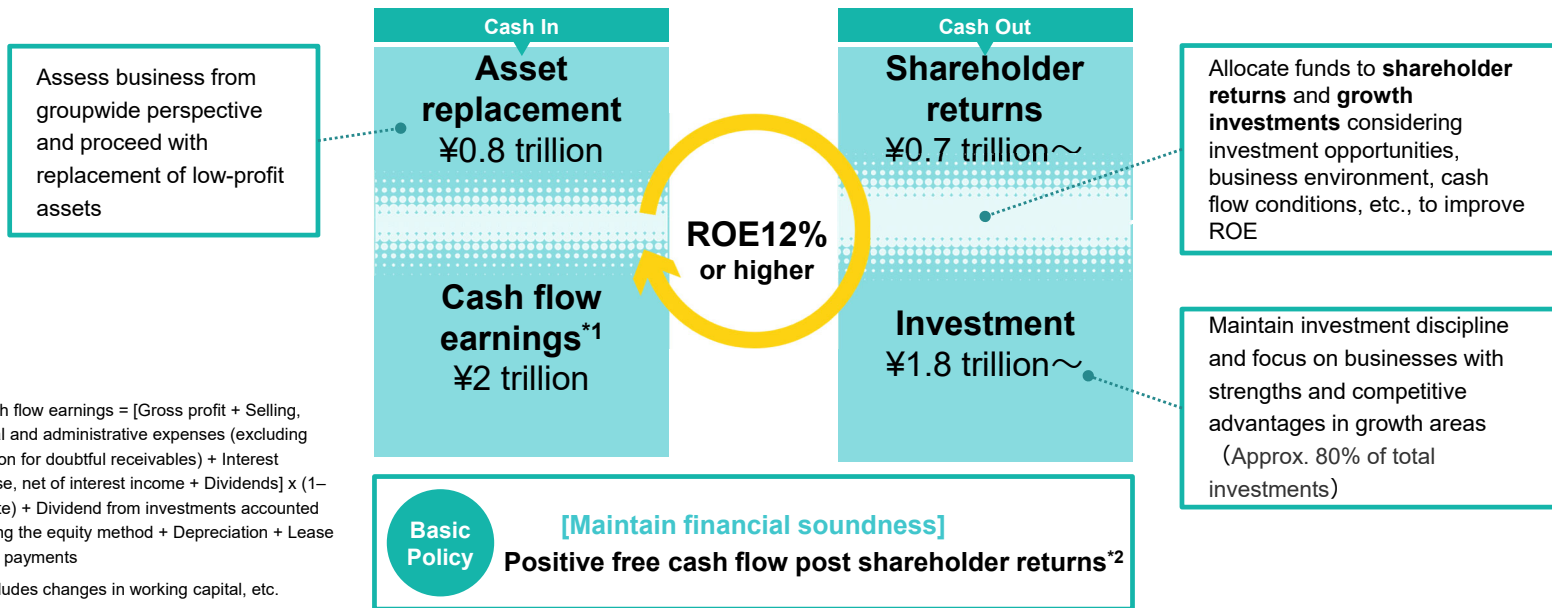 Cash In
Asset
replacement
¥0.8 trillion
Cash flow
earnings*1
¥2 trillion
Assess business from
groupwide perspective
and proceed with
replacement of low-profit
assets
ROE12%
or higher
Cash Out
Shareholder
returns
¥0.7 trillion～
Investment
¥1.8 trillion～
Allocate funds to shareholder
returns and growth
investments considering
investment opportunities,
business environment, cash
flow conditions, etc., to improve
ROE
Maintain investment discipline
and focus on businesses with
strengths and competitive
advantages in growth areas
（Approx. 80% of total
investments）
Basic
Policy
[Maintain financial soundness]
Positive free cash flow post shareholder returns*2
flow earnings = [Gross profit + Selling,
and administrative expenses (excluding
for doubtful receivables) + Interest
net of interest income + Dividends] x (1–
+ Dividend from investments accounted
the equity method + Depreciation + Lease
payments
changes in working capital, etc.